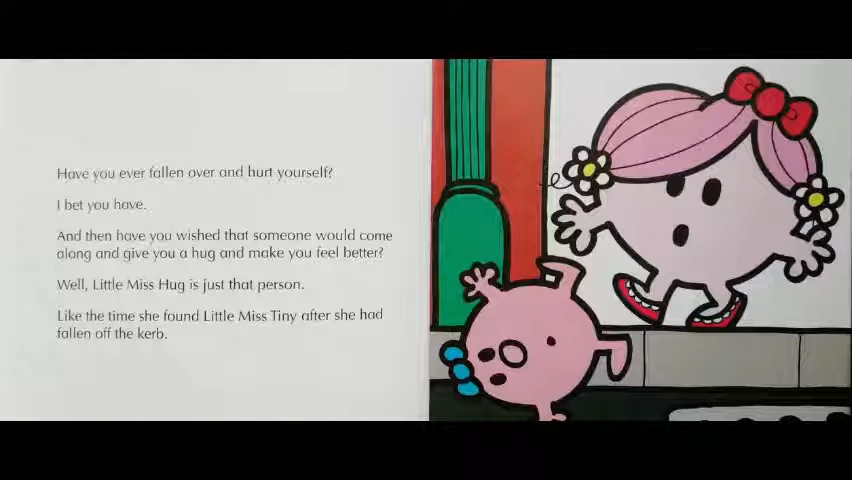 Have you ever fallen over and hurt yourself?
I bet you have.
And then have you wished that someone would come
along and give you a hug and make you feel better?
Well, Little Miss Hug is just that person.
Like the time she found Little Miss Tiny after she had
fallen off the kerb.